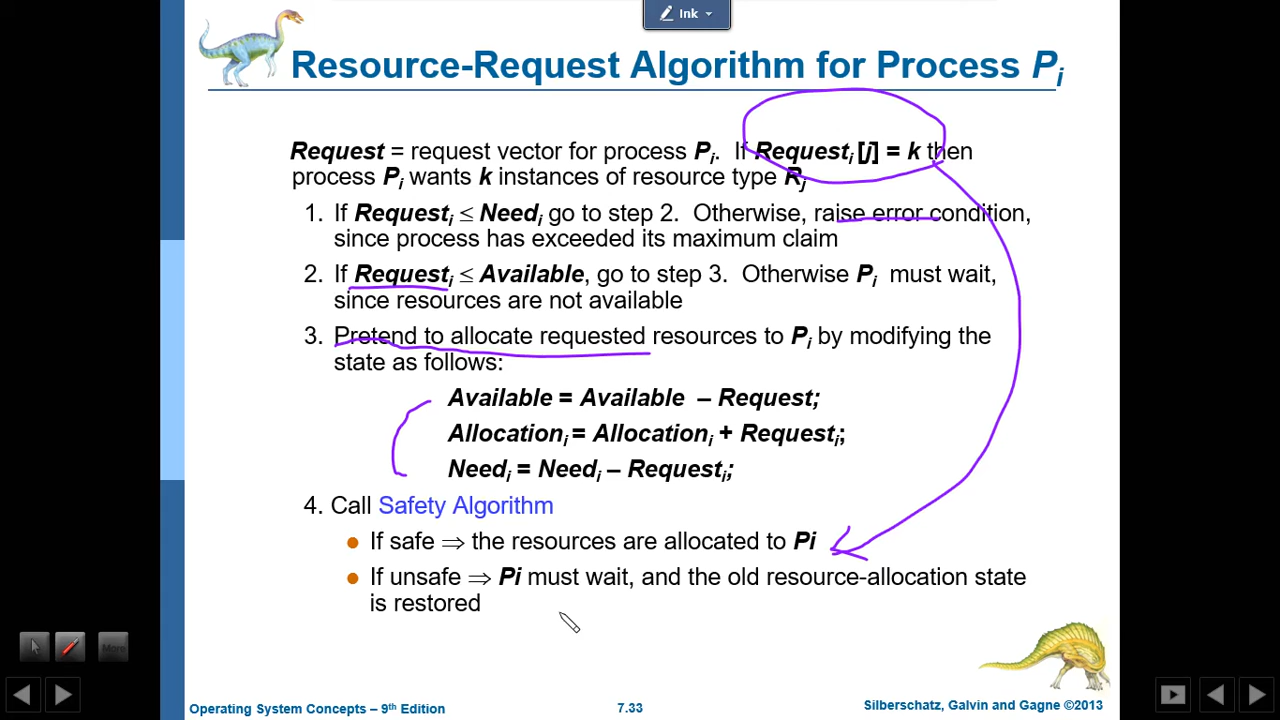 Ink
Resource-Request Algorithm for Process Pi
Request = request vector for process Pi. If Requesti [j] = k then
process Pi wants k instances of resource type Rj
1. If Requesti ≤ Needi go to step 2. Otherwise, raise error condition,
since process has exceeded its maximum claim
2. If Requesti ≤ Available, go to step 3. Otherwise Pi must wait,
since resources are not available
3. Pretend to allocate requested resources to Pi by modifying the
state as follows:
Available = Available – Request;
Allocationi = Allocationi + Requesti;
Needi = Needi – Requesti;
4. Call Safety Algorithm
● If safe ⇒ the resources are allocated to Pi
● If unsafe ⇒ Pi must wait, and the old resource-allocation state
is restored
More
Operating System Concepts – 9th Edition 7.33 Silberschatz, Galvin and Gagne ©2013